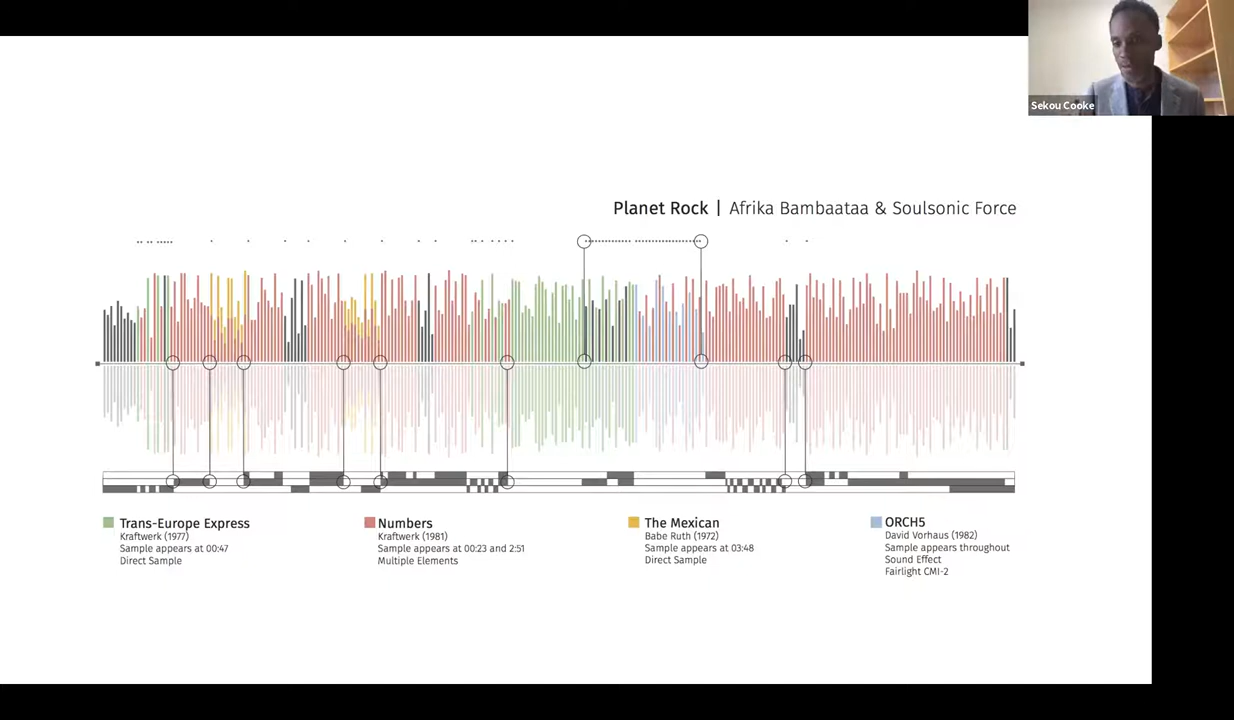 Sekou Cooke
Planet Rock | Afrika Bambaataa & Soulsonic Force
Trans-Europe Express
Kraftwerk (1977)
Sample appears at 00:47
Direct Sample
Numbers
Kraftwerk (1981)
Sample appears at 00:23 and 2:51
Multiple Elements
The Mexican
Babe Ruth (1972)
Sample appears at 03:48
Direct Sample
ORCH5
David Vorhaus (1982)
Sample appears throughout
Sound Effect
Fairlight CMI-2